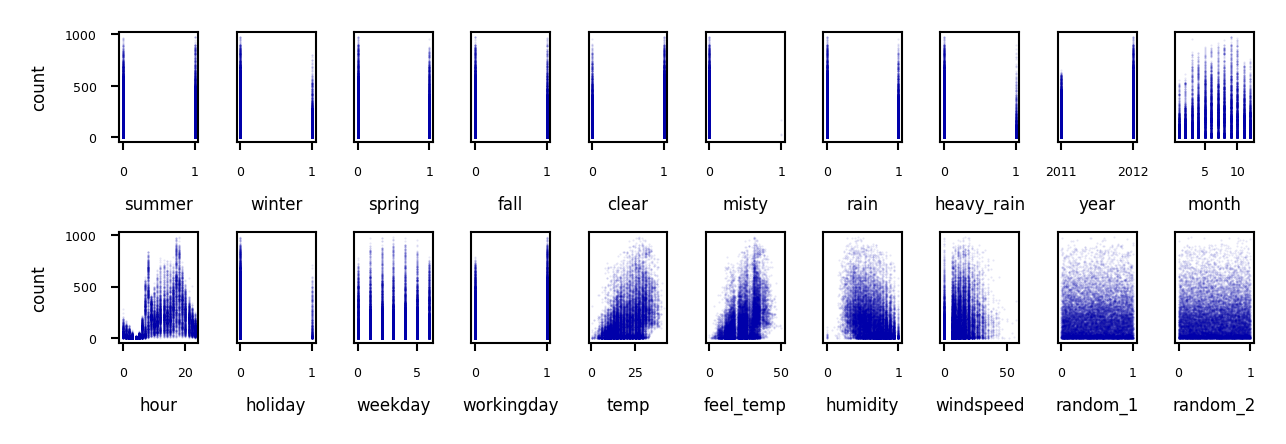 count
1000
500
0
0 1 0 1 0 1 0 1 0 1 0 1 0 1 0 1 2011 2012 5 10
summer winter spring fall clear misty rain heavy_rain year month
count
1000
500
0
0 20 0 1 0 5 0 1 0 25 0 50 0 1 0 50 0 1 0 1
hour holiday weekday workingday temp feel_temp humidity windspeed random_1 random_2